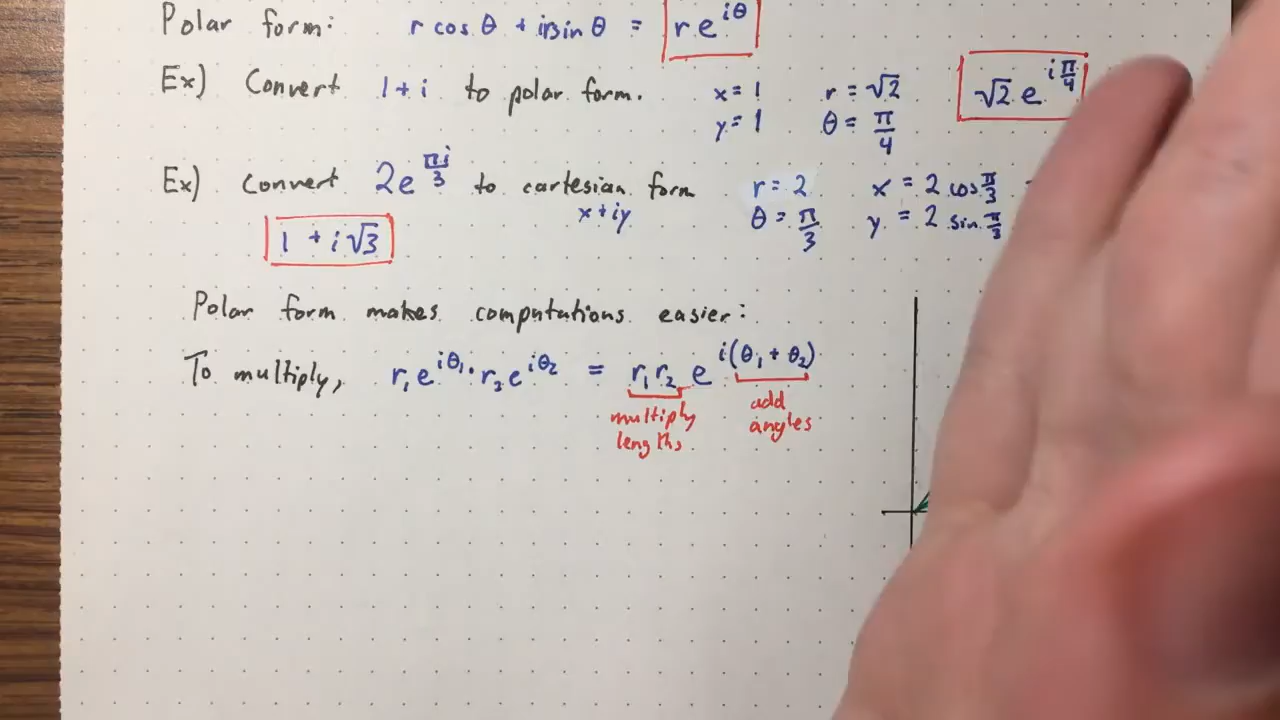 Polar form: r cos θ + i r sin θ = r e^{iθ}
Ex) Convert 1 + i to polar form. x = 1 r = √2 √2 e^{i π/4}
y = 1 θ = π/4
Ex) Convert 2e^{πi/3} to cartesian form r = 2 x = 2 cos π/3
x + iy θ = π/3 y = 2 sin π/3
1 + i√3
Polar form makes computations easier:
To multiply, r₁e^{iθ₁} · r₂e^{iθ₂} = r₁r₂ e^{i(θ₁ + θ₂)}
multiply lengths add angles